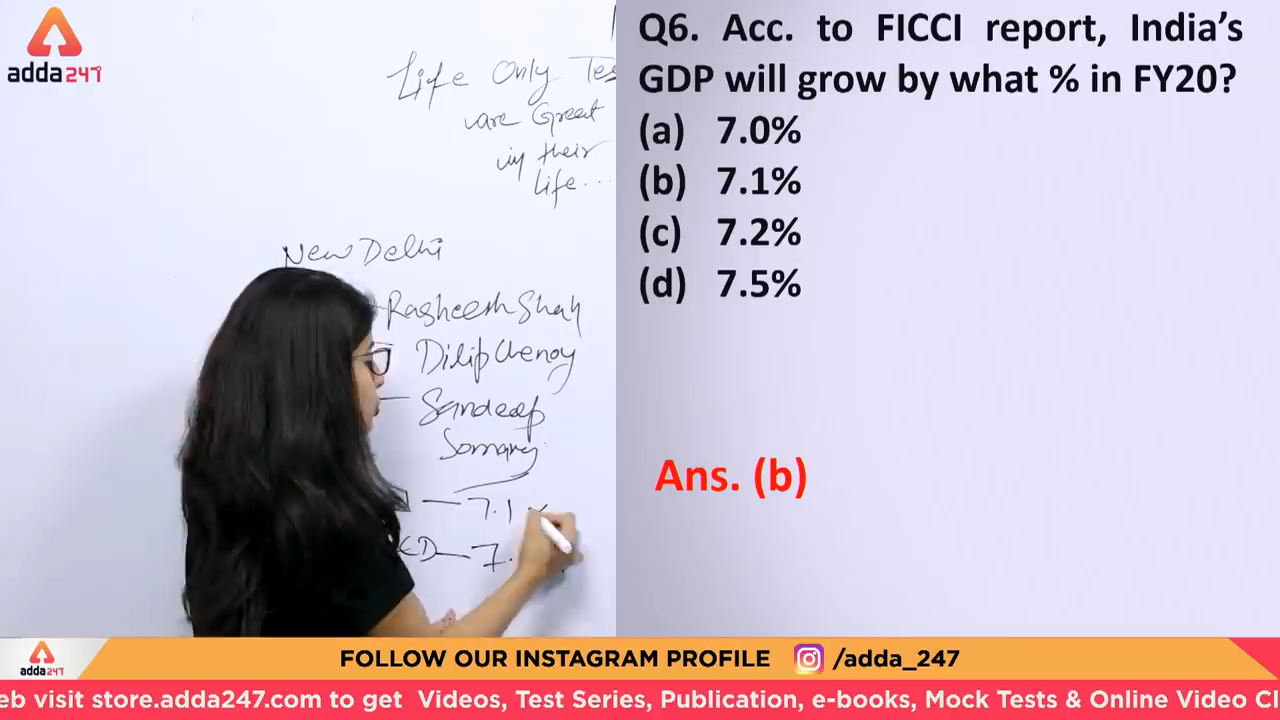 adda247
Life Only Tes
are Great
in their
life...
New Delhi
Rasheesh Shah
Dilip Chenoy
Sandeep
Somany
7.1
7.
Q6. Acc. to FICCI report, India's
GDP will grow by what % in FY20?
(a) 7.0%
(b) 7.1%
(c) 7.2%
(d) 7.5%
Ans. (b)
adda247
FOLLOW OUR INSTAGRAM PROFILE /adda_247
eb visit store.adda247.com to get Videos, Test Series, Publication, e-books, Mock Tests & Online Video Cl